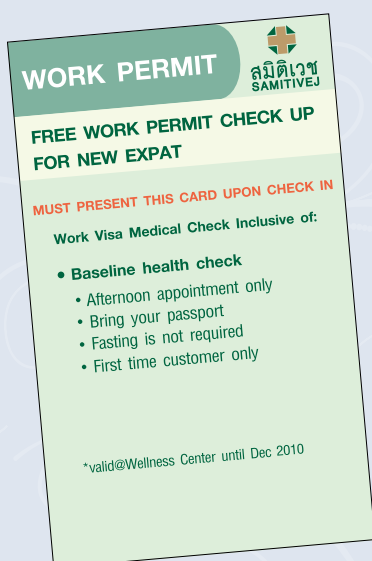 WORK PERMIT
สมิติเวช
SAMITIVEJ
FREE WORK PERMIT CHECK UP
FOR NEW EXPAT
MUST PRESENT THIS CARD UPON CHECK IN
Work Visa Medical Check Inclusive of:
• Baseline health check
• Afternoon appointment only
• Bring your passport
• Fasting is not required
• First time customer only
*valid@Wellness Center until Dec 2010